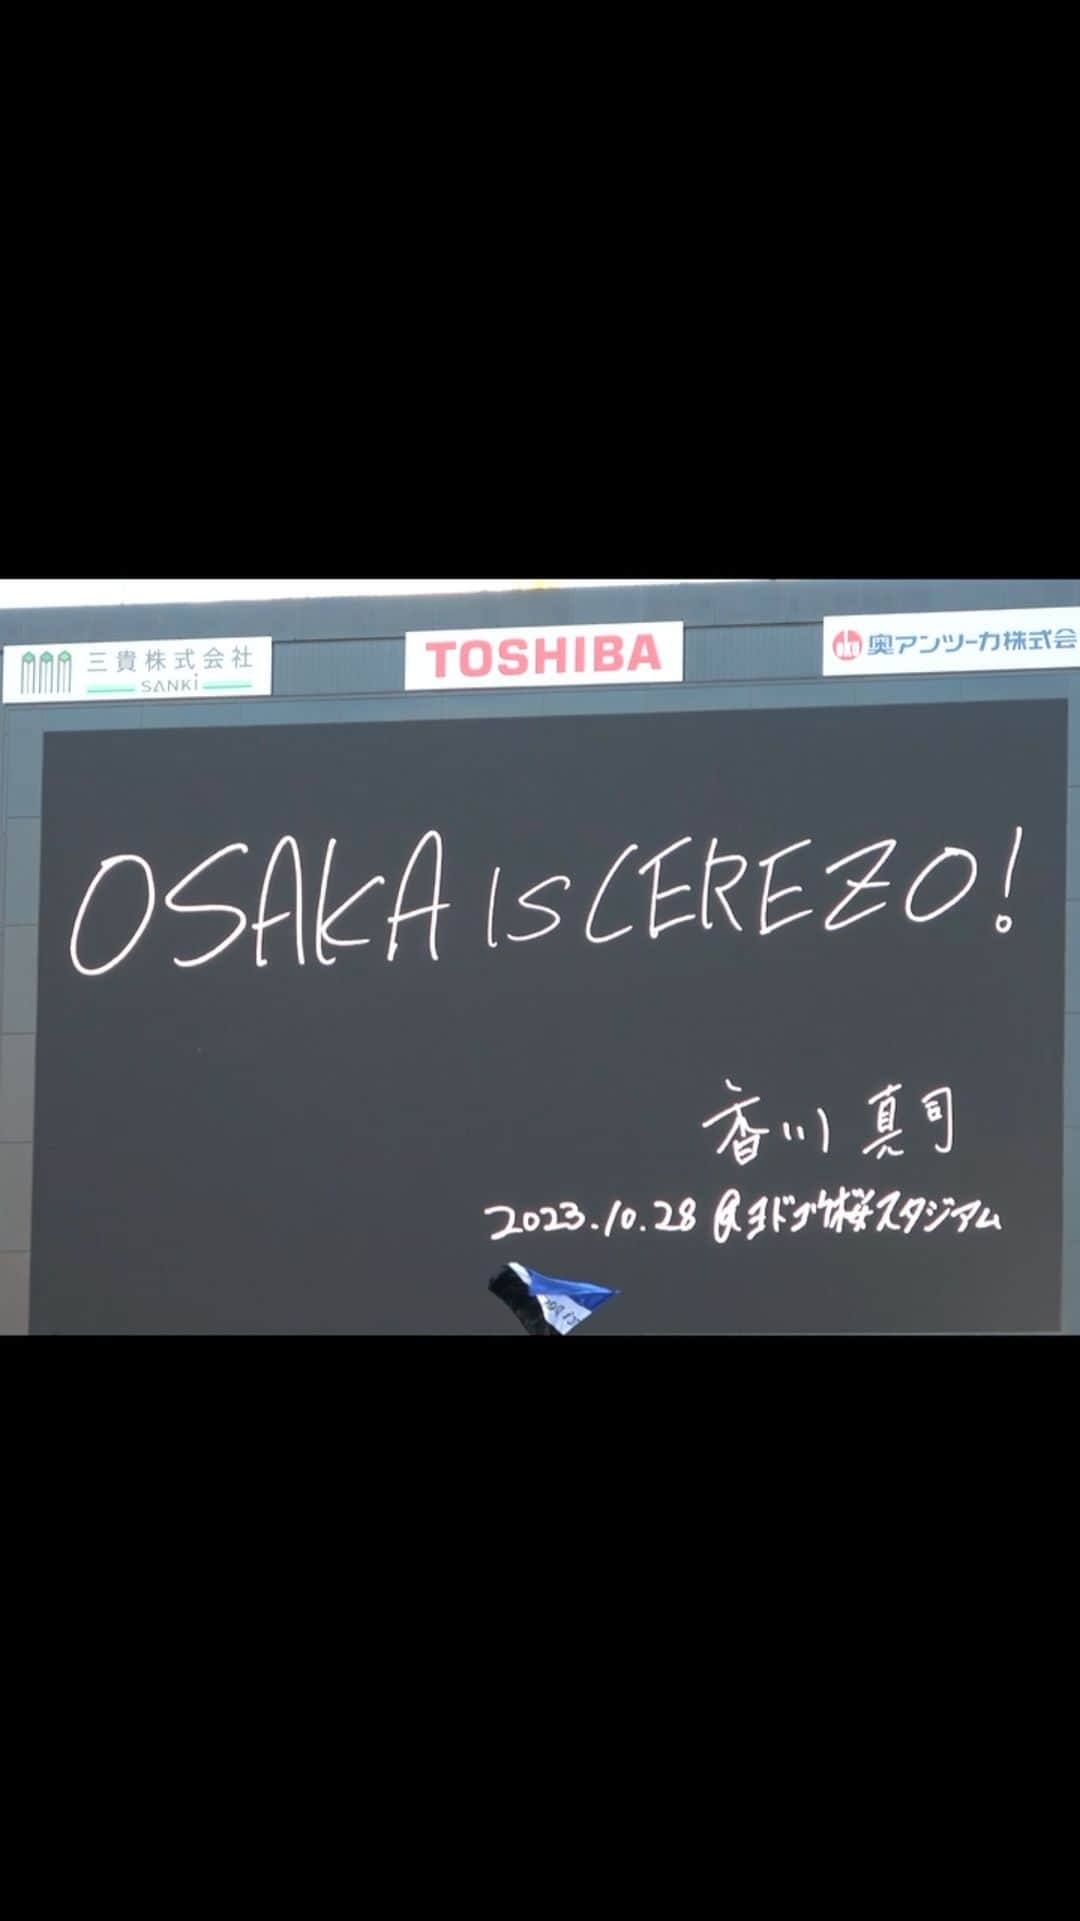 三貴株式会社
SANKI
TOSHIBA
oku 奥アンツーカ株式会
OSAKA IS CEREZO!
香川 真司
2023.10.28 @ヨドコウ桜スタジアム